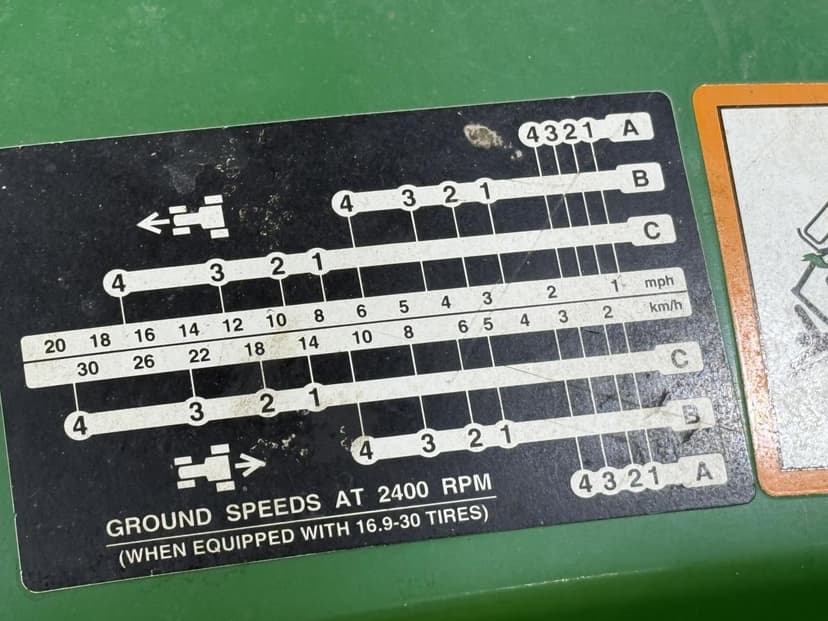 4 3 2 1 A
4 3 2 1 B
4 3 2 1 C
20 18 16 14 12 10 8 6 5 4 3 2 1 mph
30 26 22 18 14 10 8 6 5 4 3 2 km/h
4 3 2 1 C
4 3 2 1 B
4 3 2 1 A
GROUND SPEEDS AT 2400 RPM
(WHEN EQUIPPED WITH 16.9-30 TIRES)